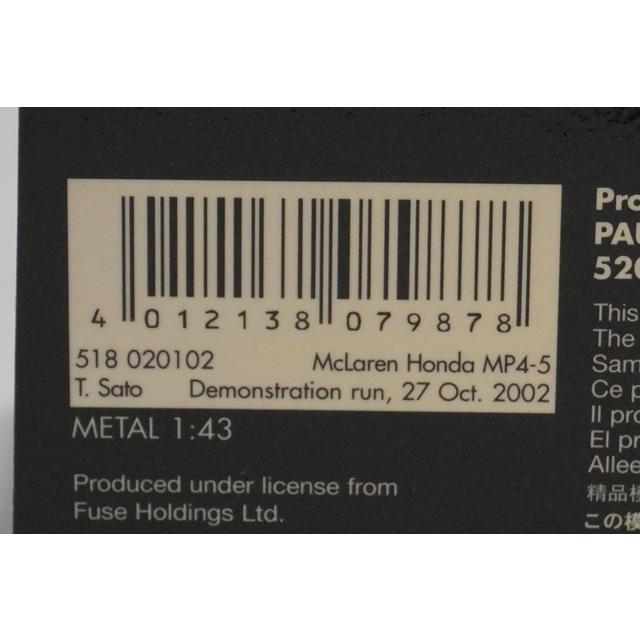 4 012138 079878
518 020102 McLaren Honda MP4-5
T. Sato Demonstration run, 27 Oct. 2002
METAL 1:43
Produced under license from
Fuse Holdings Ltd.
Pro
PAU
520
This
The
Sam
Ce p
Il pro
El pr
Allee
精品模
この模